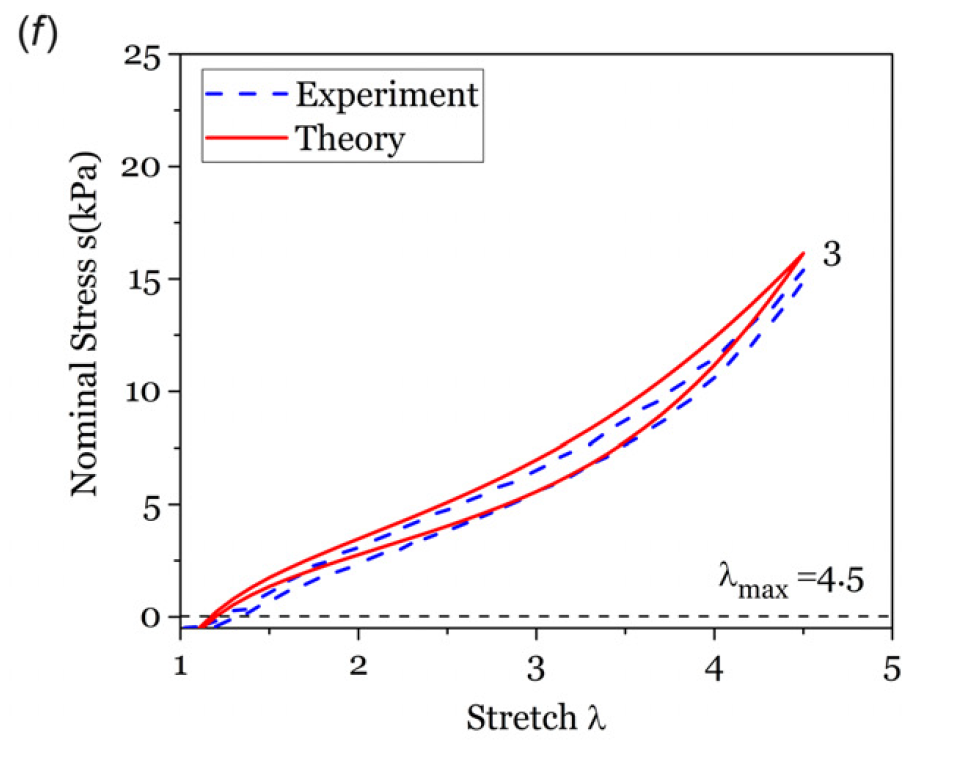 (f)
25
20
15
10
5
0
Nominal Stress s(kPa)
Experiment
Theory
3
λmax =4.5
1 2 3 4 5
Stretch λ